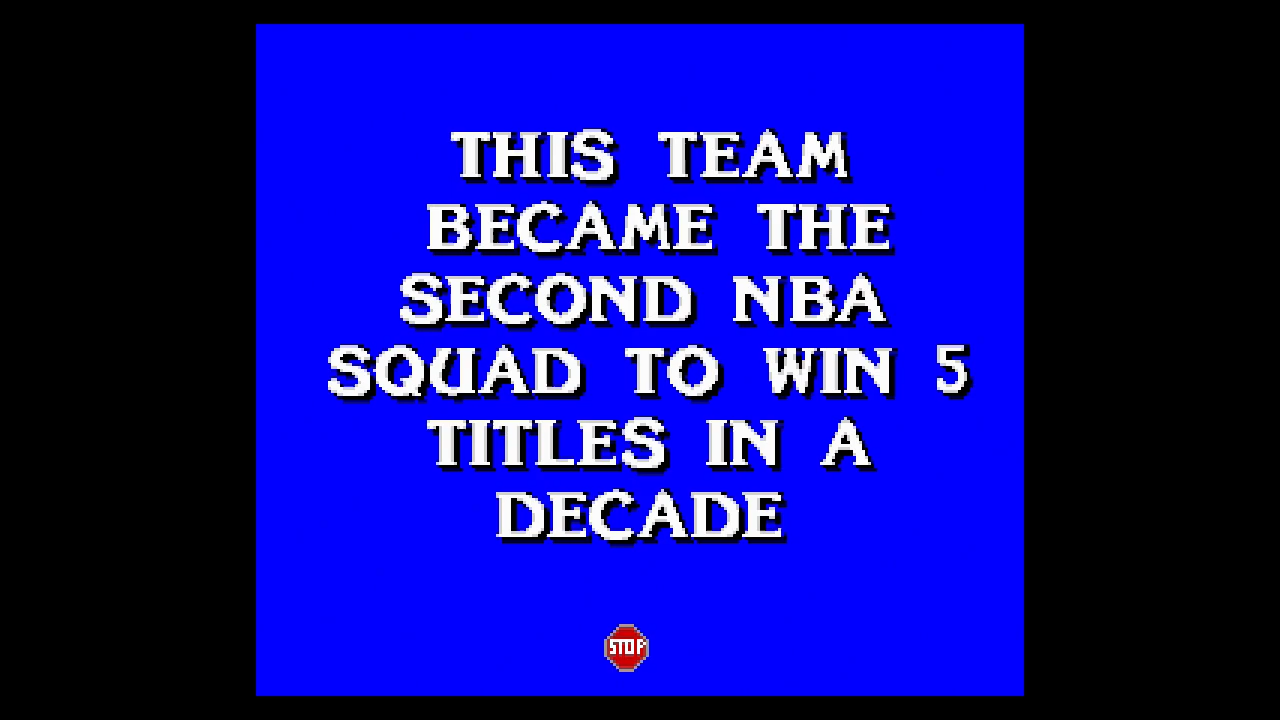 THIS TEAM
BECAME THE
SECOND NBA
SQUAD TO WIN 5
TITLES IN A
DECADE
STOP